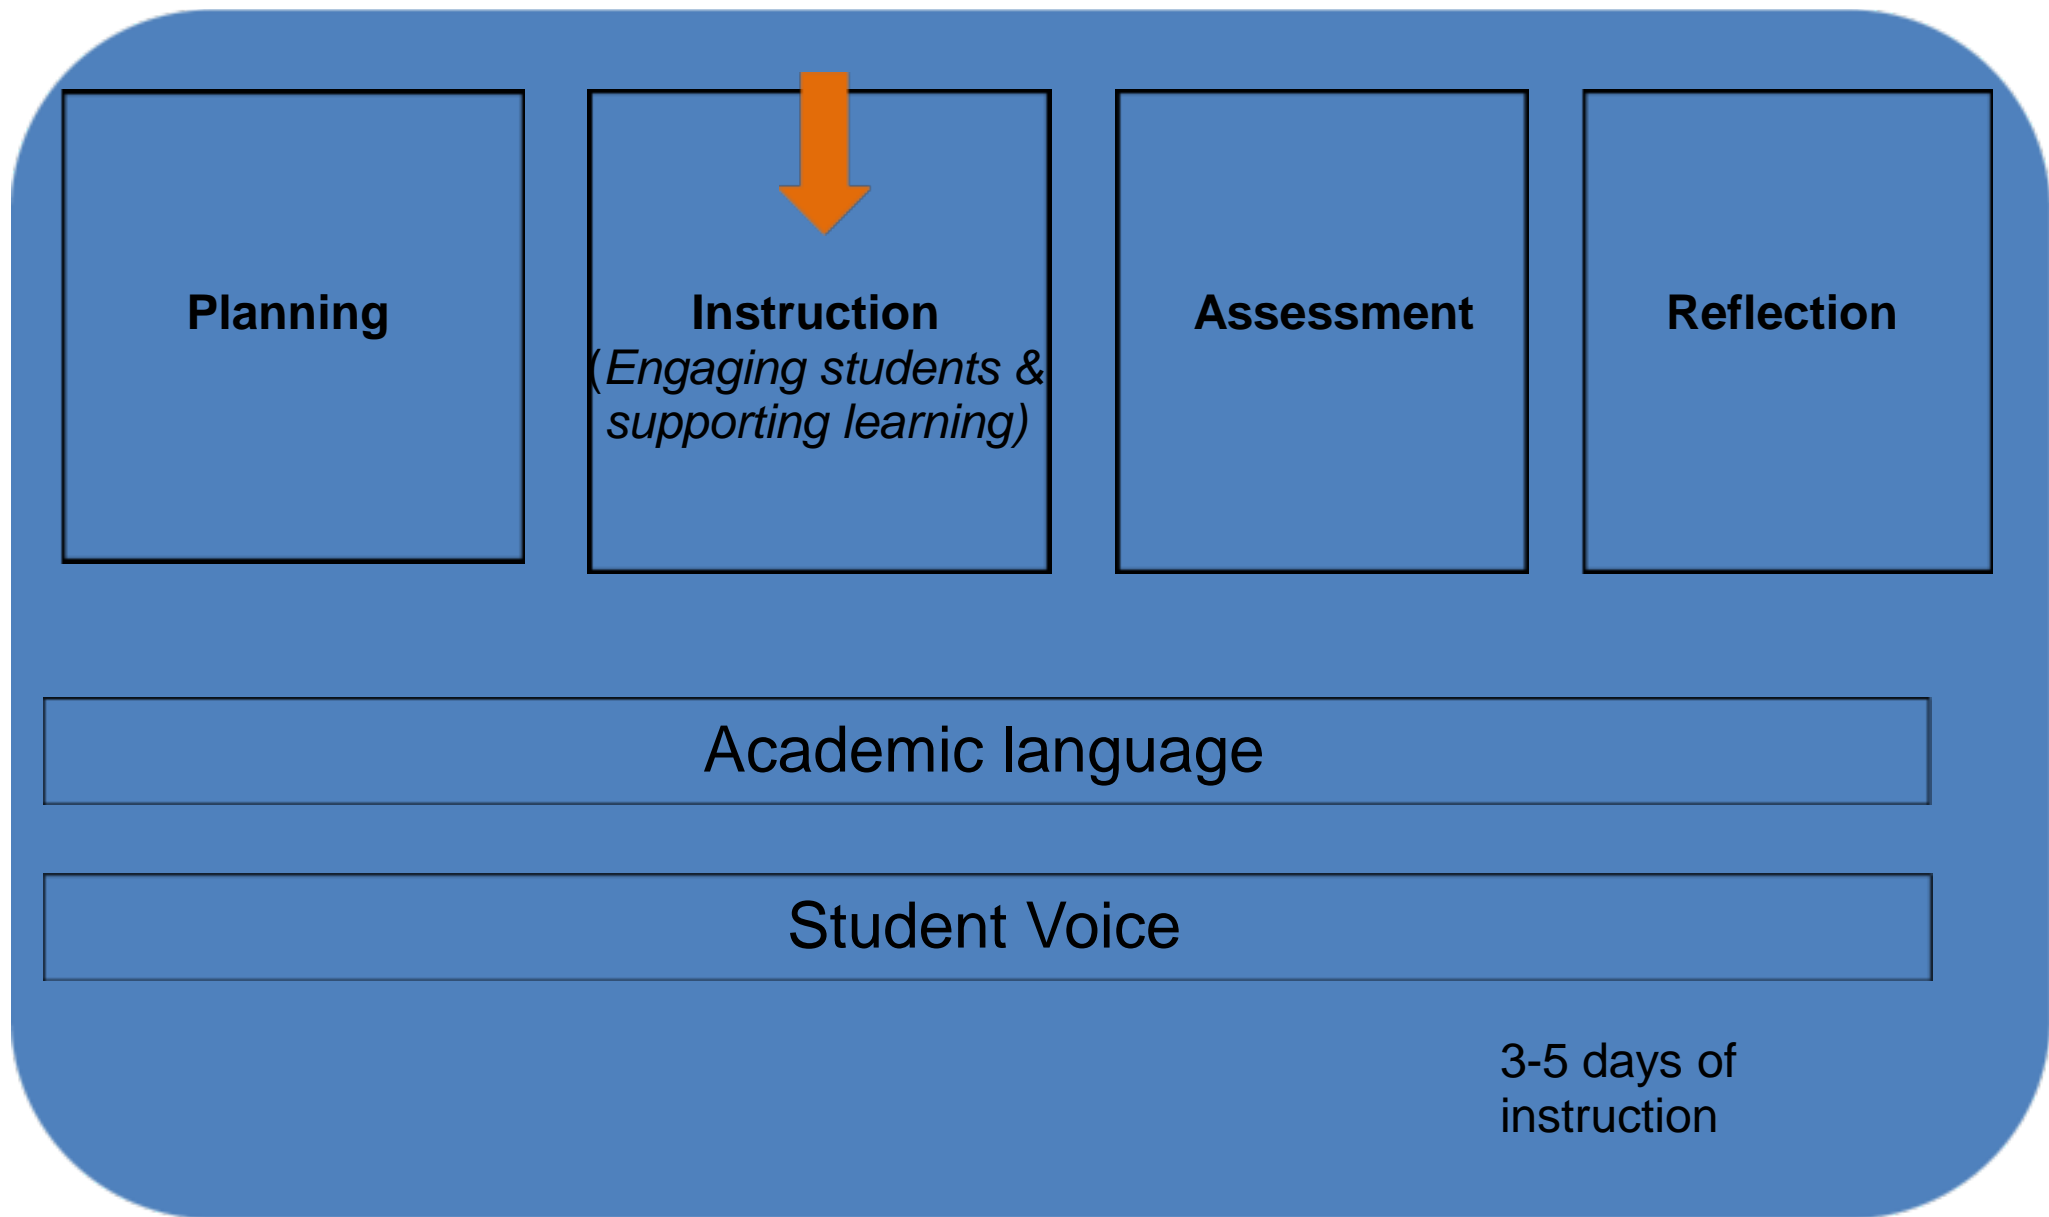 Planning
Instruction
(Engaging students &
supporting learning)
Assessment
Reflection
Academic language
Student Voice
3-5 days of
instruction